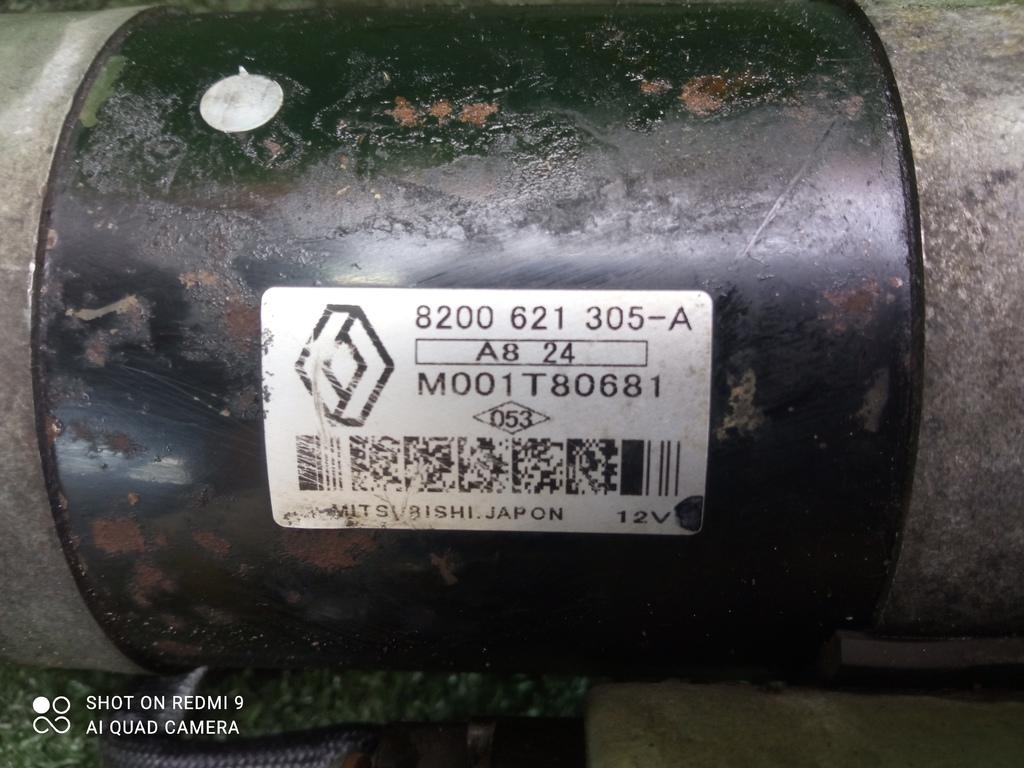 8200 621 305-A
A8 24
M001T80681
053
MITSUBISHI.JAPON 12V
SHOT ON REDMI 9
AI QUAD CAMERA